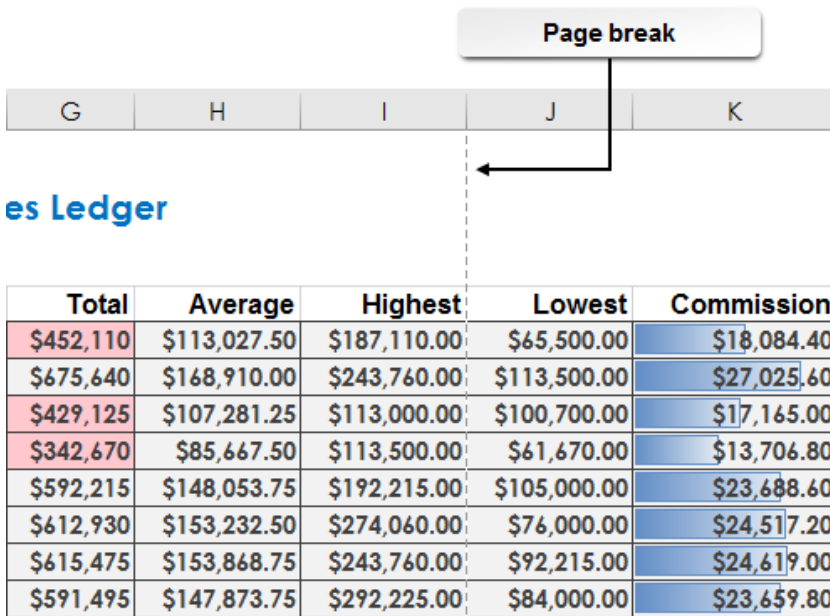 Page break
G H I J K
es Ledger
Total Average Highest Lowest Commission
$452,110 $113,027.50 $187,110.00 $65,500.00 $18,084.40
$675,640 $168,910.00 $243,760.00 $113,500.00 $27,025.60
$429,125 $107,281.25 $113,000.00 $100,700.00 $17,165.00
$342,670 $85,667.50 $113,500.00 $61,670.00 $13,706.80
$592,215 $148,053.75 $192,215.00 $105,000.00 $23,688.60
$612,930 $153,232.50 $274,060.00 $76,000.00 $24,517.20
$615,475 $153,868.75 $243,760.00 $92,215.00 $24,619.00
$591,495 $147,873.75 $292,225.00 $84,000.00 $23,659.80